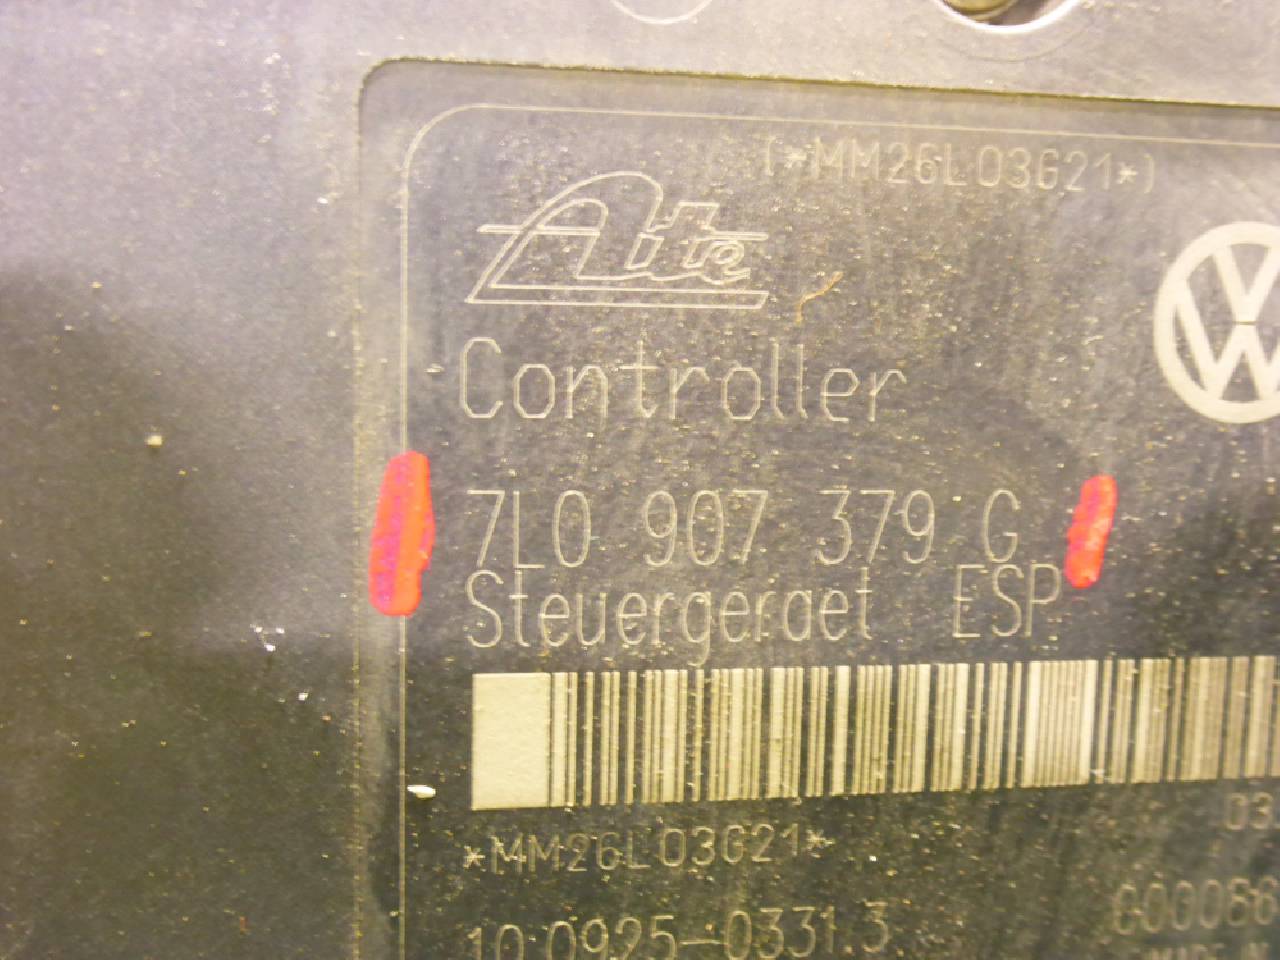 (*MM26L03G21*)
Ate
Controller
7L0 907 379 G
Steuergeraet ESP
*MM26L03G21*
10.0925-0331.3